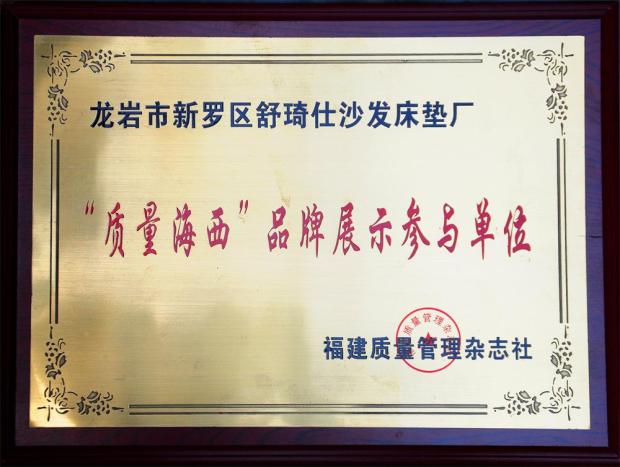 龙岩市新罗区舒琦仕沙发床垫厂
“质量海西”品牌展示参与单位
福建质量管理杂志社